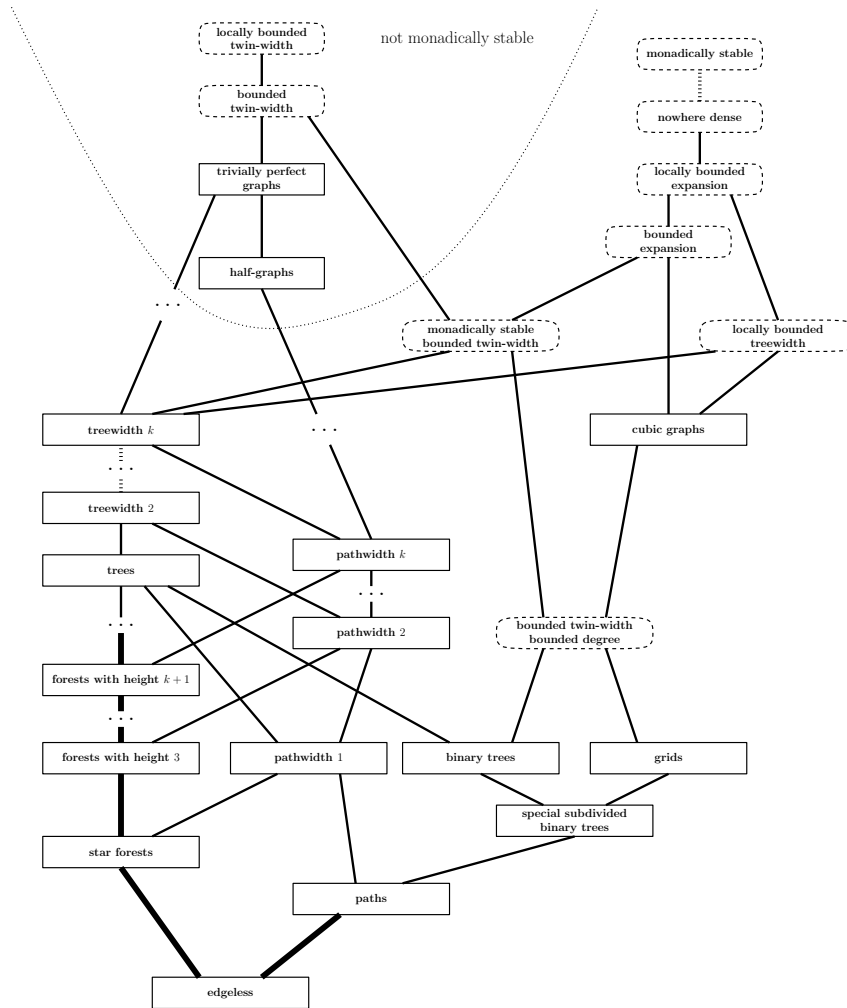 locally bounded
twin-width
not monadically stable
monadically stable
bounded
twin-width
nowhere dense
trivially perfect
graphs
locally bounded
expansion
bounded
expansion
half-graphs
. . .
monadically stable
bounded twin-width
locally bounded
treewidth
treewidth k
. . .
cubic graphs
. . .
treewidth 2
pathwidth k
trees
. . .
. . .
pathwidth 2
bounded twin-width
bounded degree
forests with height k + 1
. . .
forests with height 3
pathwidth 1
binary trees
grids
special subdivided
binary trees
star forests
paths
edgeless